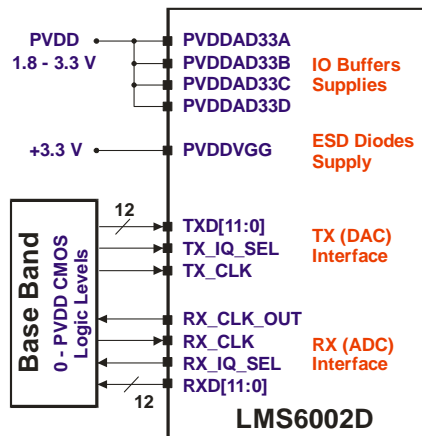 PVDD
1.8 - 3.3 V
PVDDAD33A
PVDDAD33B
PVDDAD33C
PVDDAD33D
IO Buffers
Supplies
+3.3 V
PVDDVGG
ESD Diodes
Supply
Base Band
0 - PVDD CMOS
Logic Levels
12
TXD[11:0]
TX_IQ_SEL
TX_CLK
TX (DAC)
Interface
RX_CLK_OUT
RX_CLK
RX_IQ_SEL
RXD[11:0]
12
RX (ADC)
Interface
LMS6002D